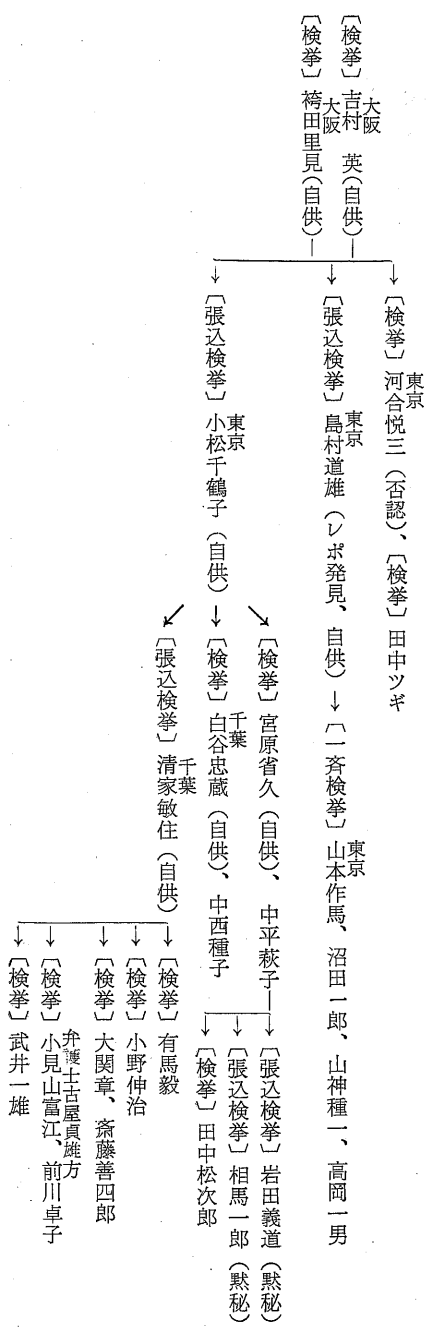 〔検挙〕吉村 英(自供)
大阪
〔検挙〕袴田里見(自供)
大阪
→〔検挙〕河合悦三(否認)、〔検挙〕田中ツギ
東京
→〔張込検挙〕島村道雄(レポ発見、自供)→〔一斉検挙〕山本作馬、沼田一郎、山神種一、高岡一男
東京
東京
→〔張込検挙〕小松千鶴子(自供)
東京
→〔検挙〕宮原省久(自供)、中平萩子
→〔張込検挙〕岩田義道(黙秘)
→〔張込検挙〕相馬一郎(黙秘)
→〔検挙〕田中松次郎
→〔検挙〕白谷忠蔵(自供)、中西種子
千葉
→〔張込検挙〕清家敏住(自供)
千葉
→〔検挙〕有馬毅
→〔検挙〕小野伸治
→〔検挙〕大関章、斎藤善四郎
→〔検挙〕小見山富江、前川卓子
弁護士古屋貞雄方
→〔検挙〕武井一雄